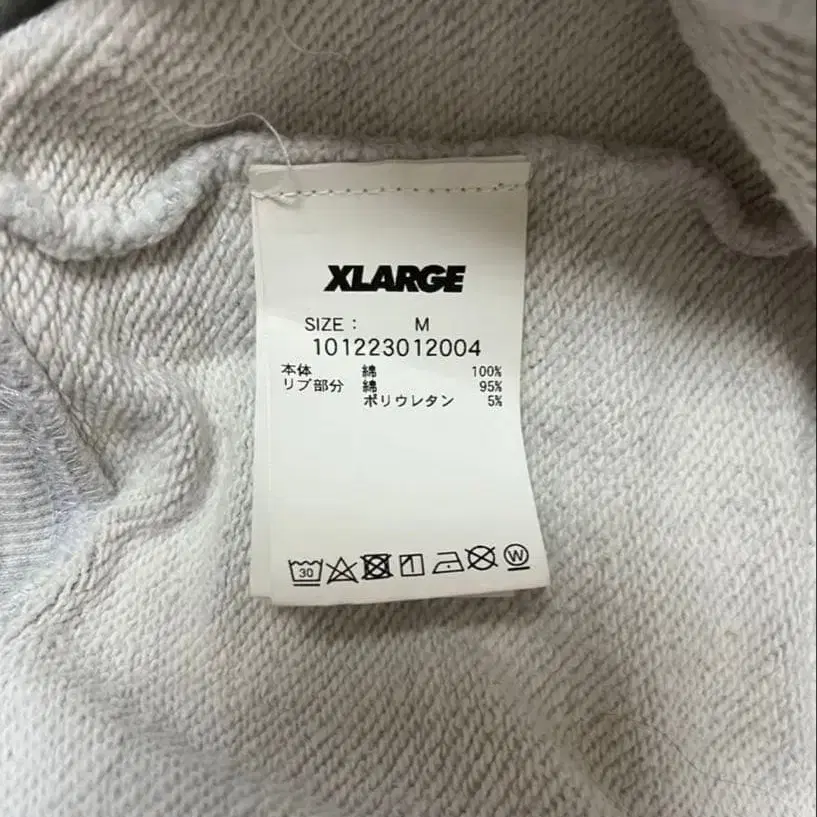 XLARGE
SIZE : M
101223012004
本体 綿 100%
リブ部分 綿 95%
ポリウレタン 5%
30 W